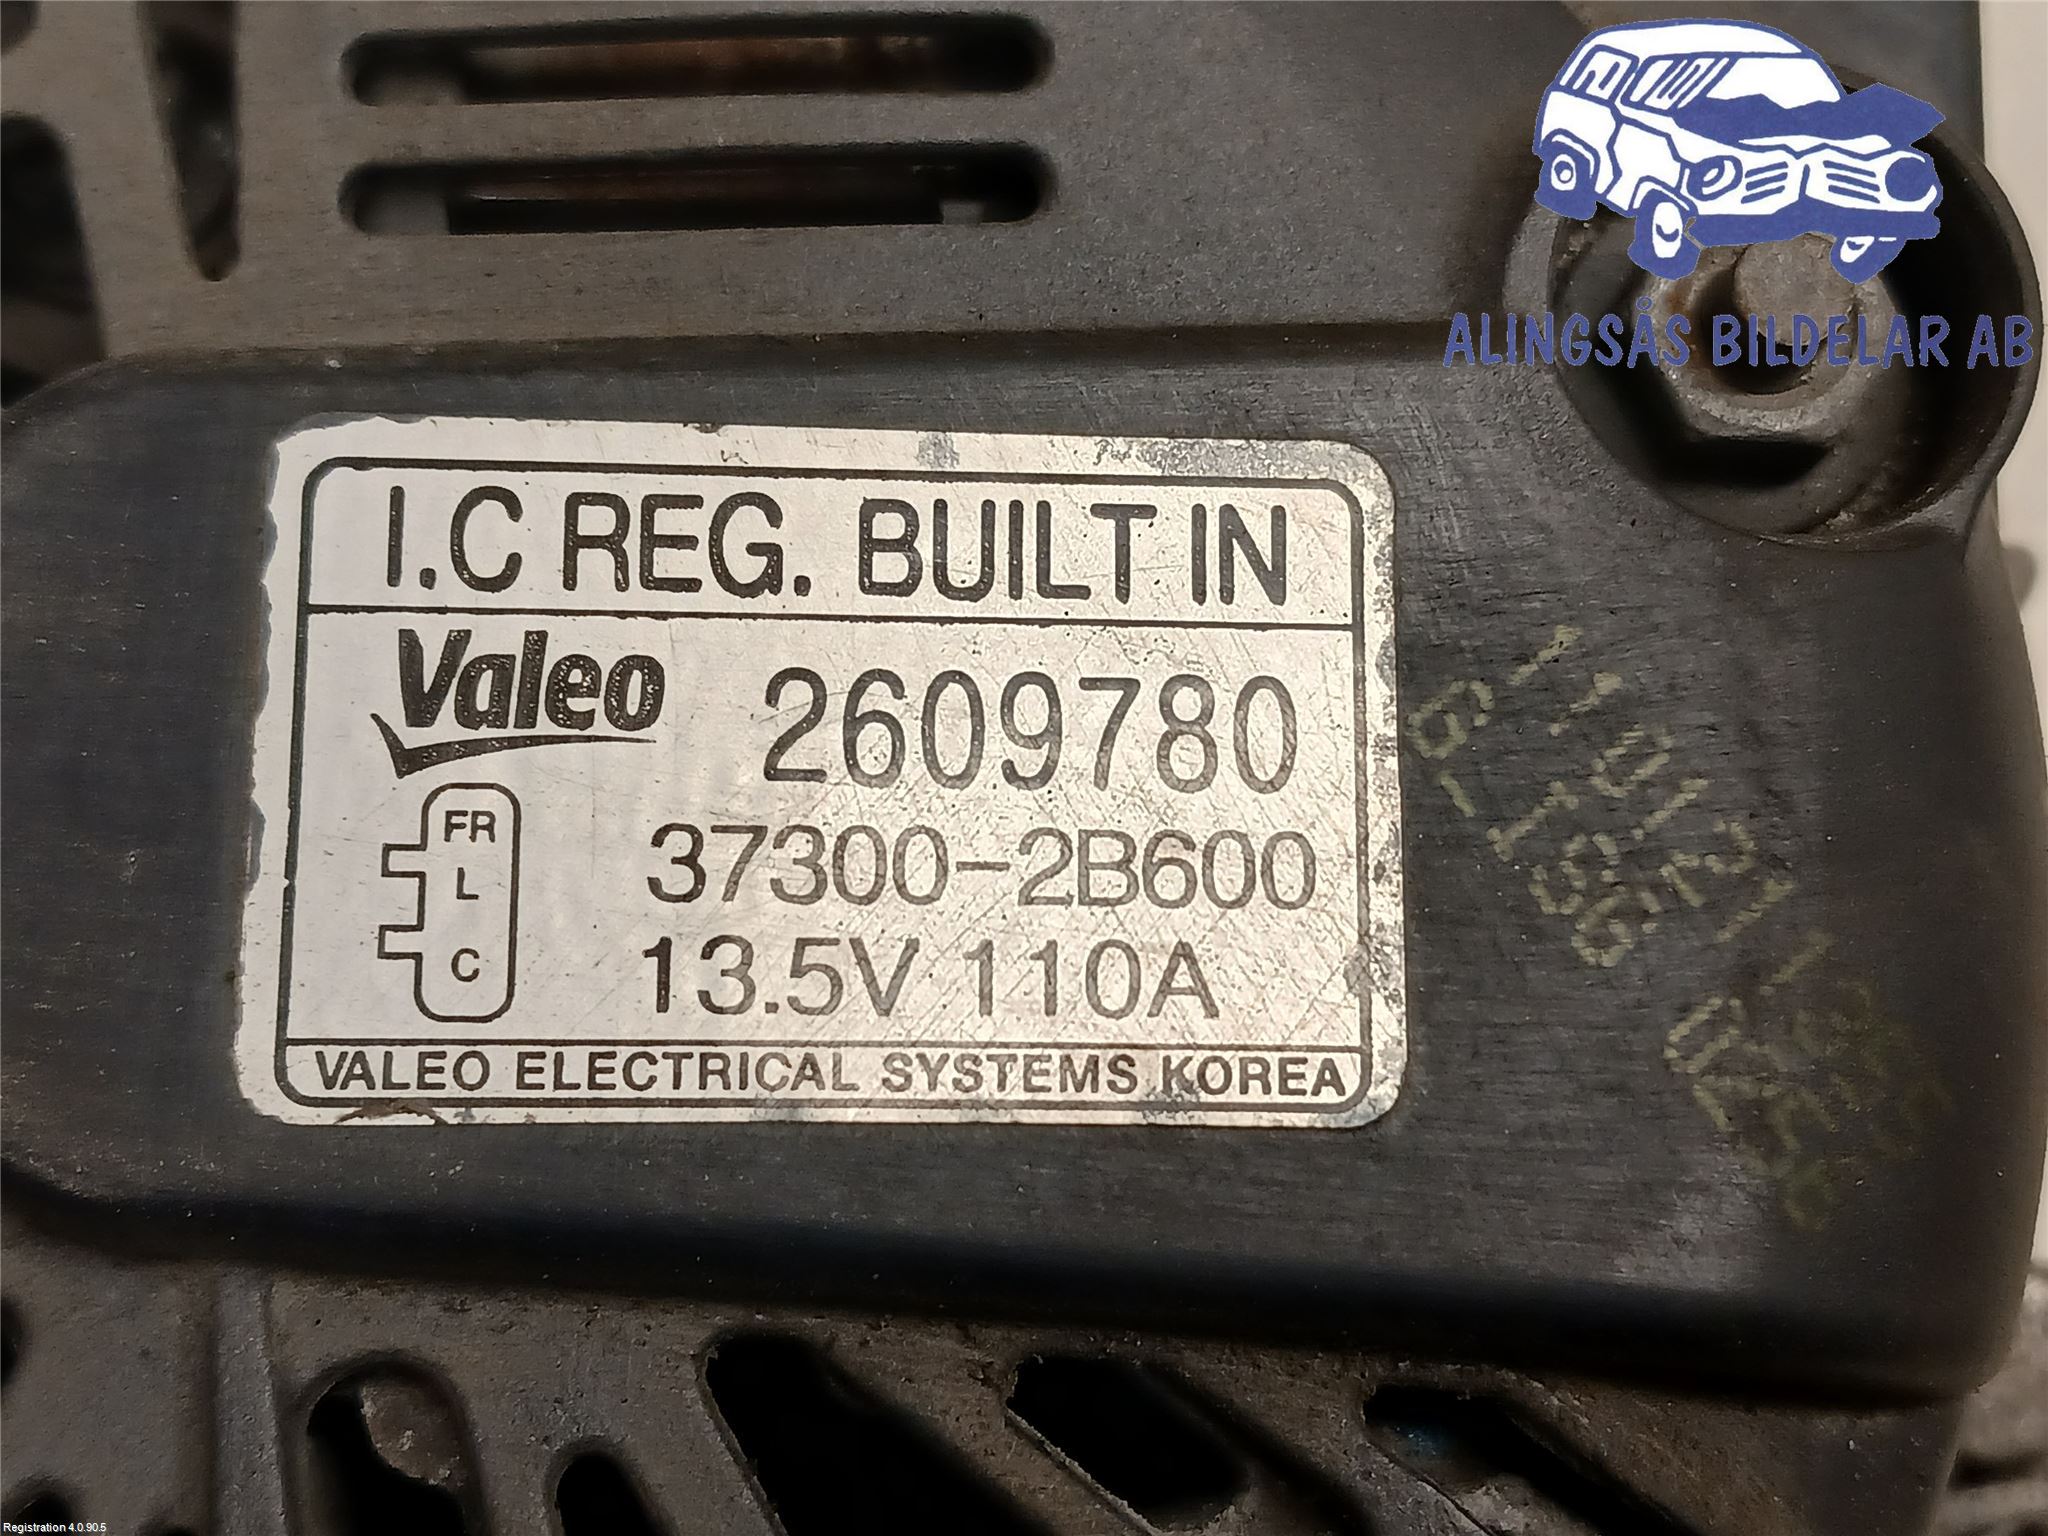 ALINGSÅS BILDELAR AB
I.C REG. BUILT IN
Valeo
2609780
FR
L
C
37300-2B600
13.5V 110A
VALEO ELECTRICAL SYSTEMS KOREA
Registration 4.0.90.5